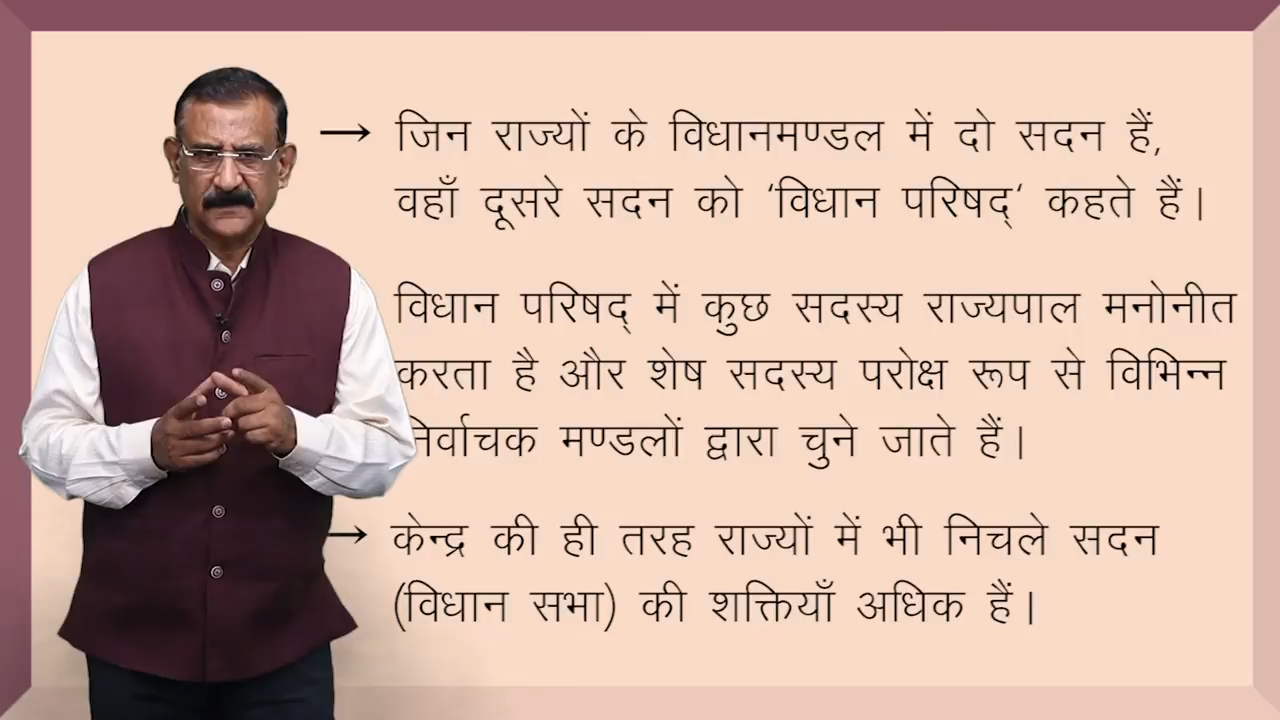 → जिन राज्यों के विधानमण्डल में दो सदन हैं,
वहाँ दूसरे सदन को ‘विधान परिषद्‘ कहते हैं।
विधान परिषद् में कुछ सदस्य राज्यपाल मनोनीत
करता है और शेष सदस्य परोक्ष रूप से विभिन्न
निर्वाचक मण्डलों द्वारा चुने जाते हैं।
→ केन्द्र की ही तरह राज्यों में भी निचले सदन
(विधान सभा) की शक्तियाँ अधिक हैं।